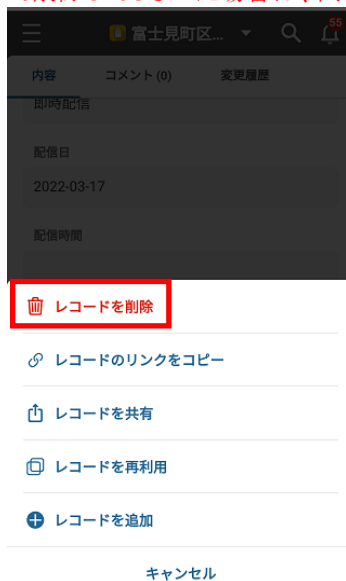 富士見町区...
55
内容
コメント (0)
変更履歴
即時配信
配信日
2022-03-17
配信時間
レコードを削除
レコードのリンクをコピー
レコードを共有
レコードを再利用
レコードを追加
キャンセル